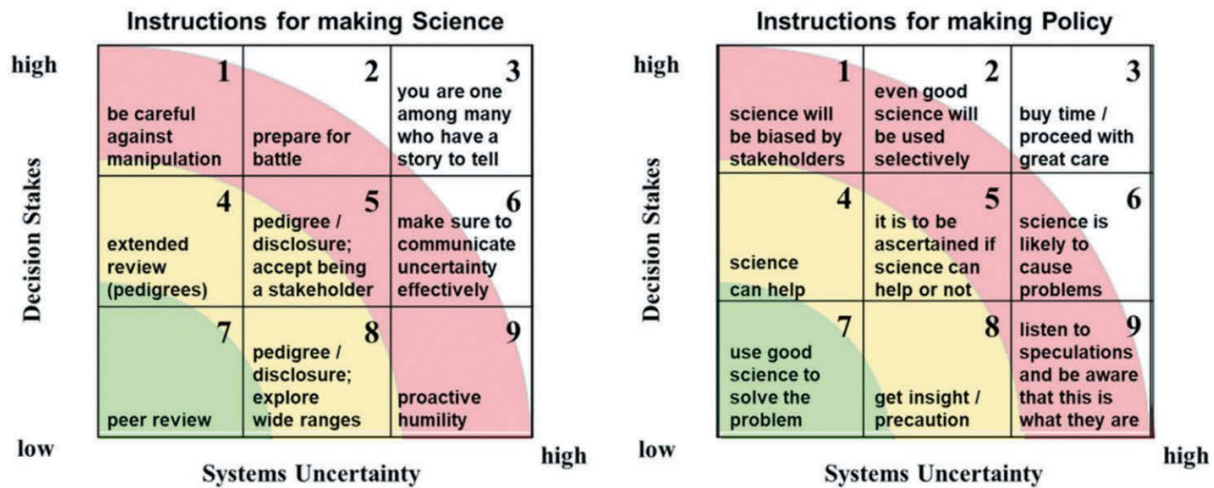 Instructions for making Science
high
Decision Stakes
low
1
be careful
against
manipulation
2
prepare for
battle
3
you are one
among many
who have a
story to tell
4
extended
review
(pedigrees)
5
pedigree /
disclosure;
accept being
a stakeholder
6
make sure to
communicate
uncertainty
effectively
7
peer review
8
pedigree /
disclosure;
explore
wide ranges
9
proactive
humility
Systems Uncertainty
high
Instructions for making Policy
high
Decision Stakes
low
1
science will
be biased by
stakeholders
2
even good
science will
be used
selectively
3
buy time /
proceed with
great care
4
science
can help
5
it is to be
ascertained if
science can
help or not
6
science is
likely to
cause
problems
7
use good
science to
solve the
problem
8
get insight /
precaution
9
listen to
speculations
and be aware
that this is
what they are
Systems Uncertainty
high